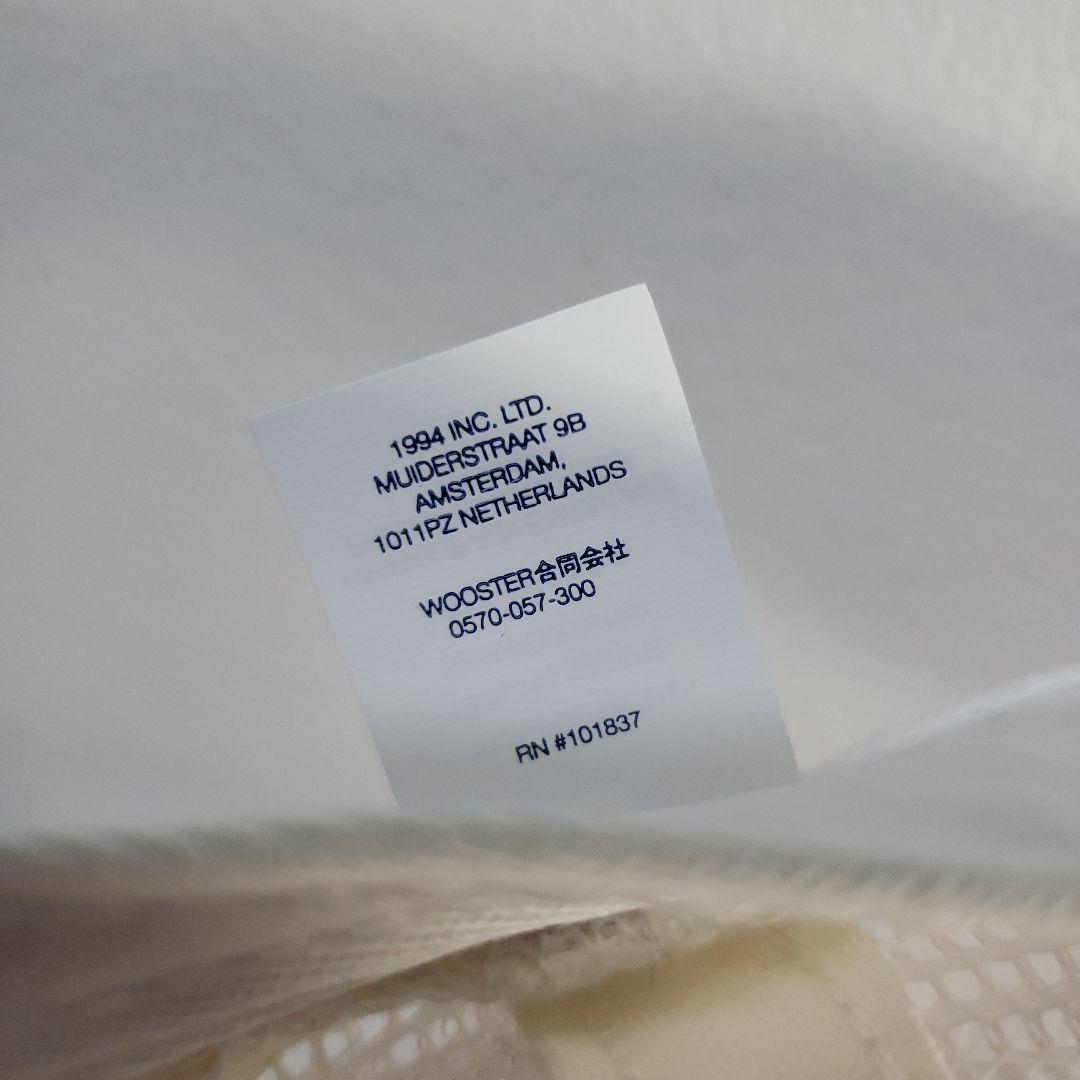 1994 INC. LTD.
MUIDERSTRAAT 9B
AMSTERDAM,
1011PZ NETHERLANDS
WOOSTER合同会社
0570-057-300
RN #101837